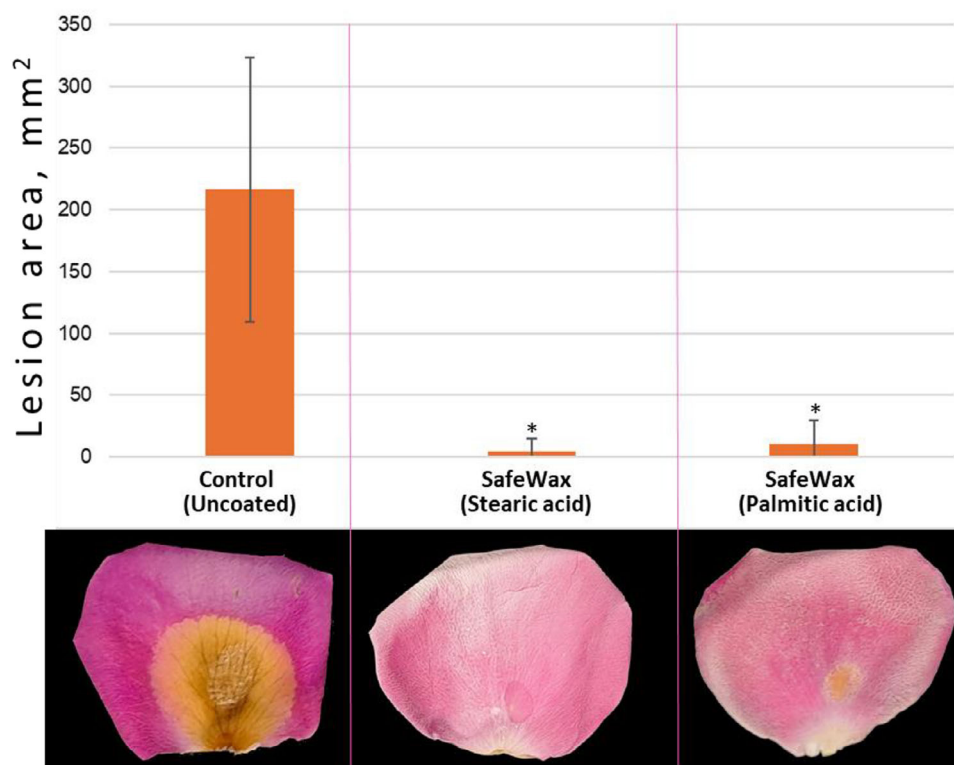 350
300
250
200
150
100
50
0
Lesion area, mm²
*
*
Control
(Uncoated)
SafeWax
(Stearic acid)
SafeWax
(Palmitic acid)